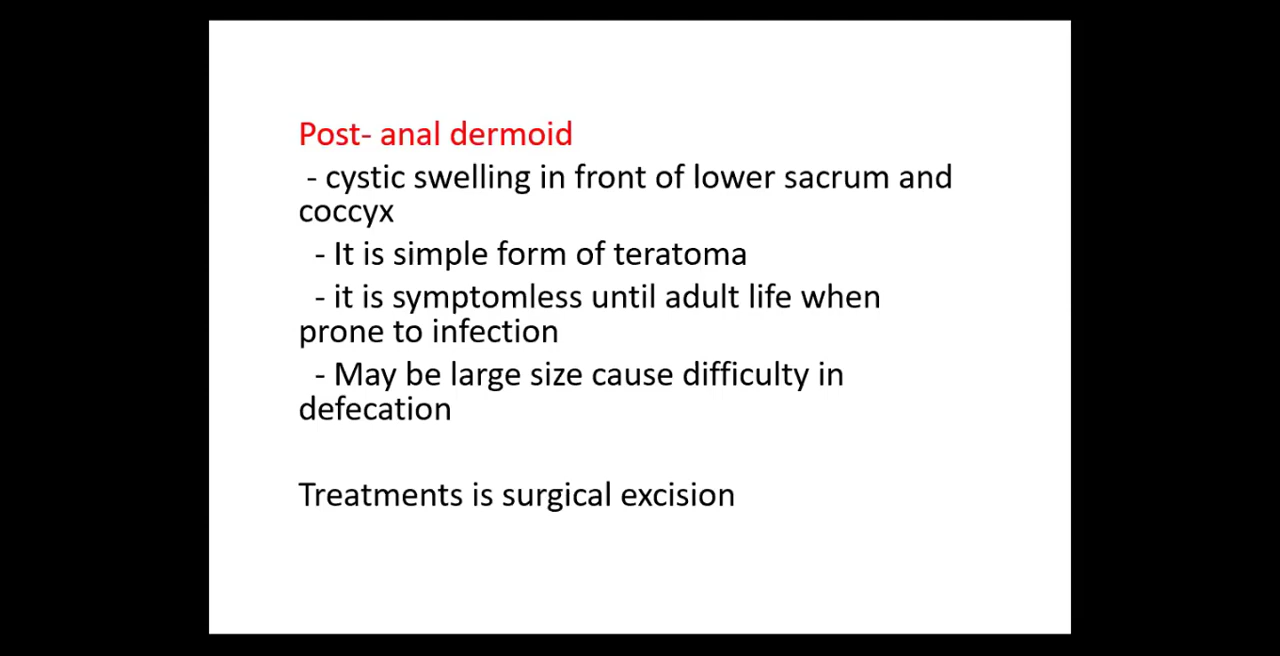 Post- anal dermoid
- cystic swelling in front of lower sacrum and
coccyx
- It is simple form of teratoma
- it is symptomless until adult life when
prone to infection
- May be large size cause difficulty in
defecation
Treatments is surgical excision